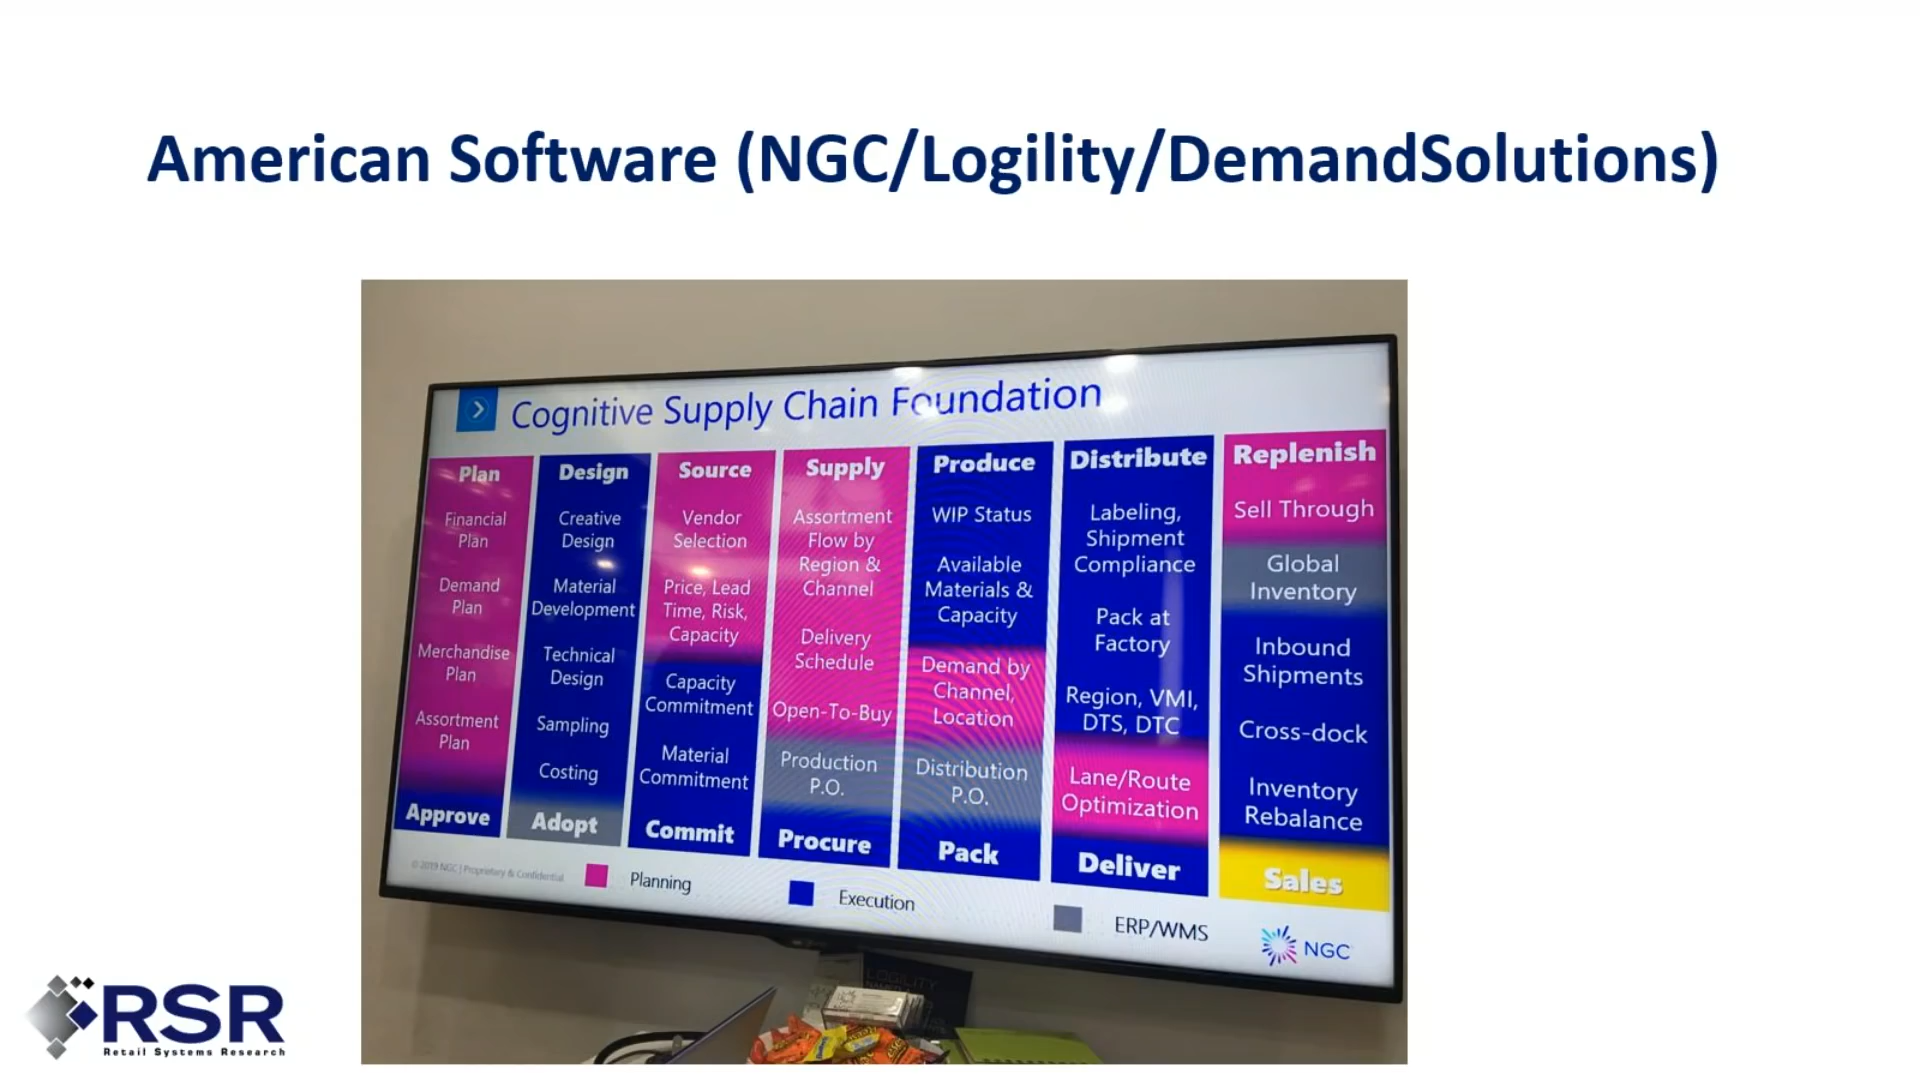 American Software (NGC/Logility/DemandSolutions)
Cognitive Supply Chain Foundation
Plan
Financial
Plan
Demand
Plan
Merchandise
Plan
Assortment
Plan
Approve
Design
Creative
Design
Material
Development
Technical
Design
Sampling
Costing
Adopt
Source
Vendor
Selection
Price, Lead
Time, Risk,
Capacity
Capacity
Commitment
Material
Commitment
Commit
Supply
Assortment
Flow by
Region &
Channel
Delivery
Schedule
Open-To-Buy
Production
P.O.
Procure
Produce
WIP Status
Available
Materials &
Capacity
Demand by
Channel,
Location
Distribution
P.O.
Pack
Distribute
Labeling,
Shipment
Compliance
Pack at
Factory
Region, VMI,
DTS, DTC
Lane/Route
Optimization
Deliver
Replenish
Sell Through
Global
Inventory
Inbound
Shipments
Cross-dock
Inventory
Rebalance
Sales
© 2019 NGC | Proprietary & Confidential
Planning
Execution
ERP/WMS
NGC
LOGILITY
RSR
Retail Systems Research